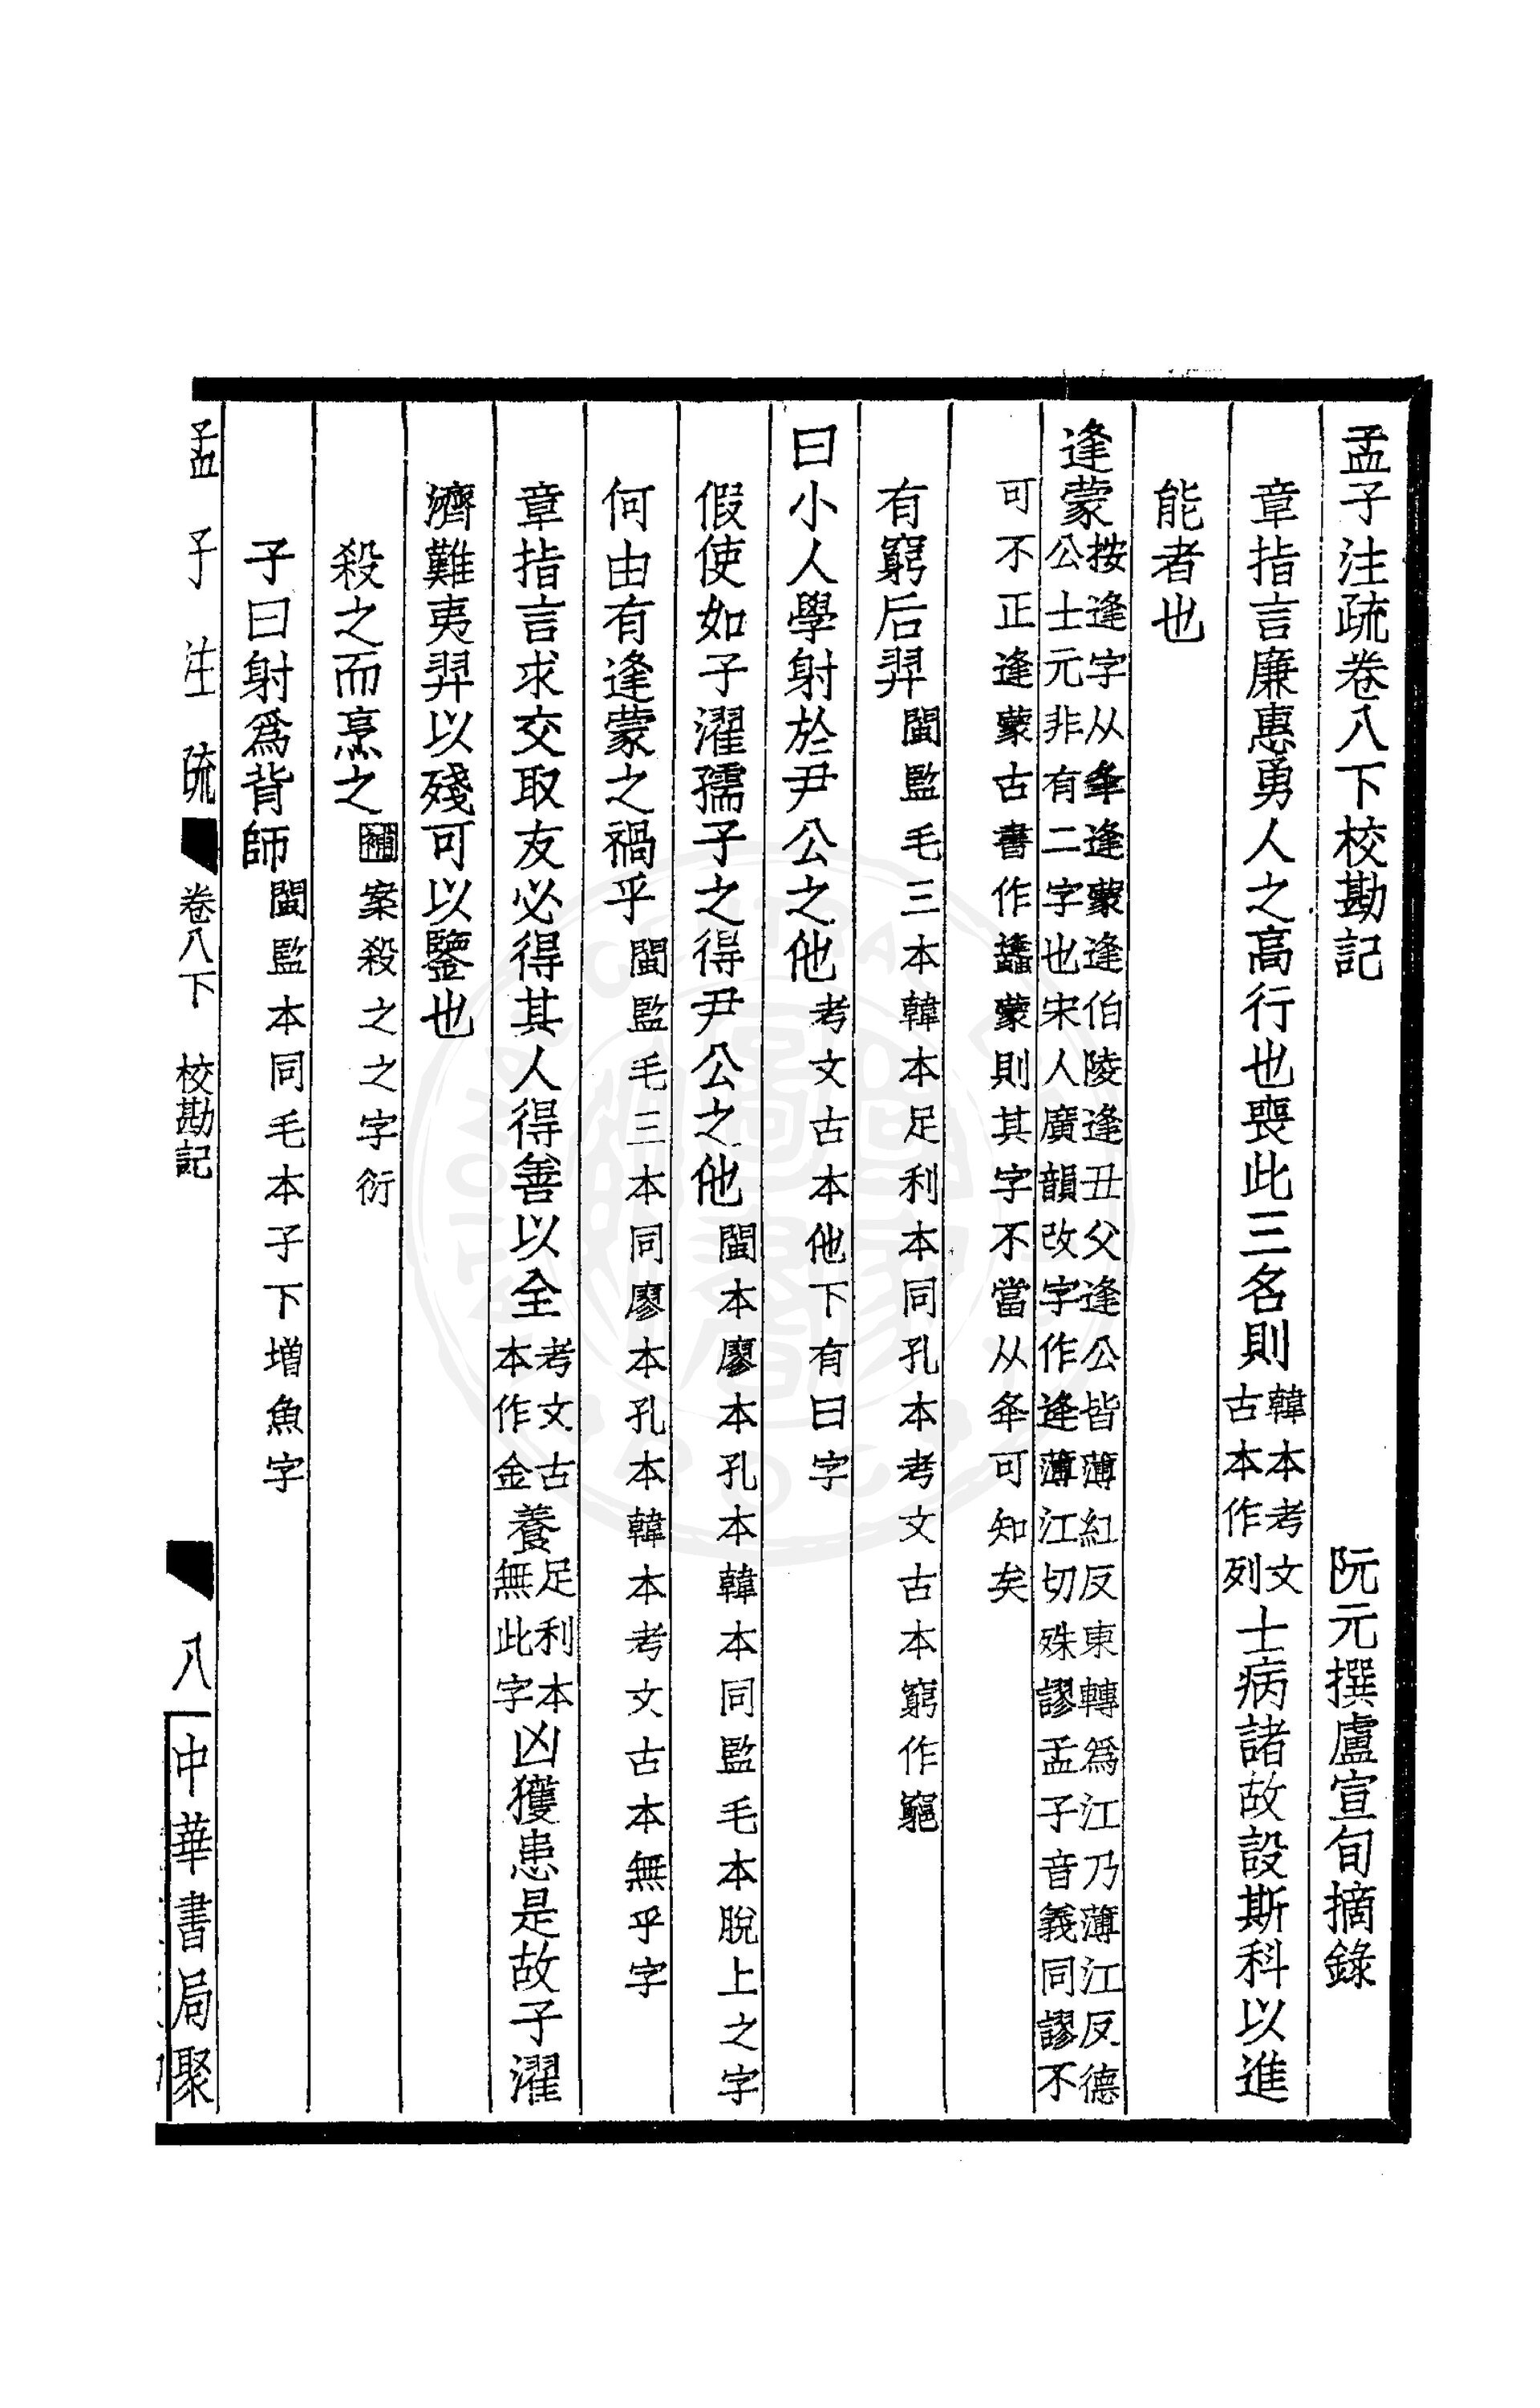 孟子注疏卷八下校勘記　阮元撰盧宣旬摘錄
章指言廉惠勇人之高行也喪此三名則韓本考文古本作列士病諸故設斯科以進
能者也
逢蒙按逢字从夆逢蒙逢伯陵逢丑父逢公皆薄紅反東轉爲江乃薄江反德公士元非有二字也宋人廣韻改字作逄薄江切殊謬孟子音義同謬不
可不正逢蒙古書作蠭蒙則其字不當从夅可知矣
有窮后羿閩監毛三本韓本足利本同孔本考文古本窮作竆
曰小人學射於尹公之他考文古本他下有曰字
假使如子濯孺子之得尹公之他閩本廖本孔本韓本同監毛本脫上之字
何由有逢蒙之禍乎閩監毛三本同廖本孔本韓本考文古本無乎字
章指言求交取友必得其人得善以全考文古本作金養足利本無此字凶獲患是故子濯
濟難夷羿以殘可以鑒也
殺之而烹之補案殺之之字衍
子曰射爲背師閩監本同毛本子下增魚字
孟子注疏　卷八下　校勘記　八　中華書局聚